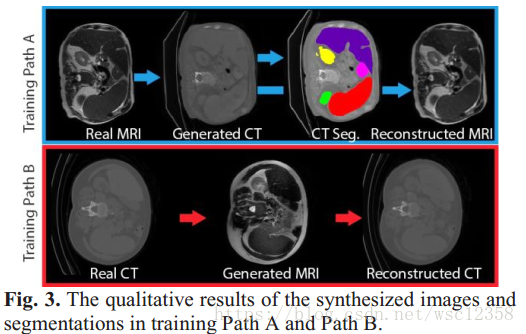 Training Path A
Real MRI
Generated CT
CT Seg.
Reconstructed MRI
Training Path B
Real CT
Generated MRI
Reconstructed CT
Fig. 3. The qualitative results of the synthesized images and
segmentations in training Path A and Path B.
https://blog.csdn.net/wsc12358